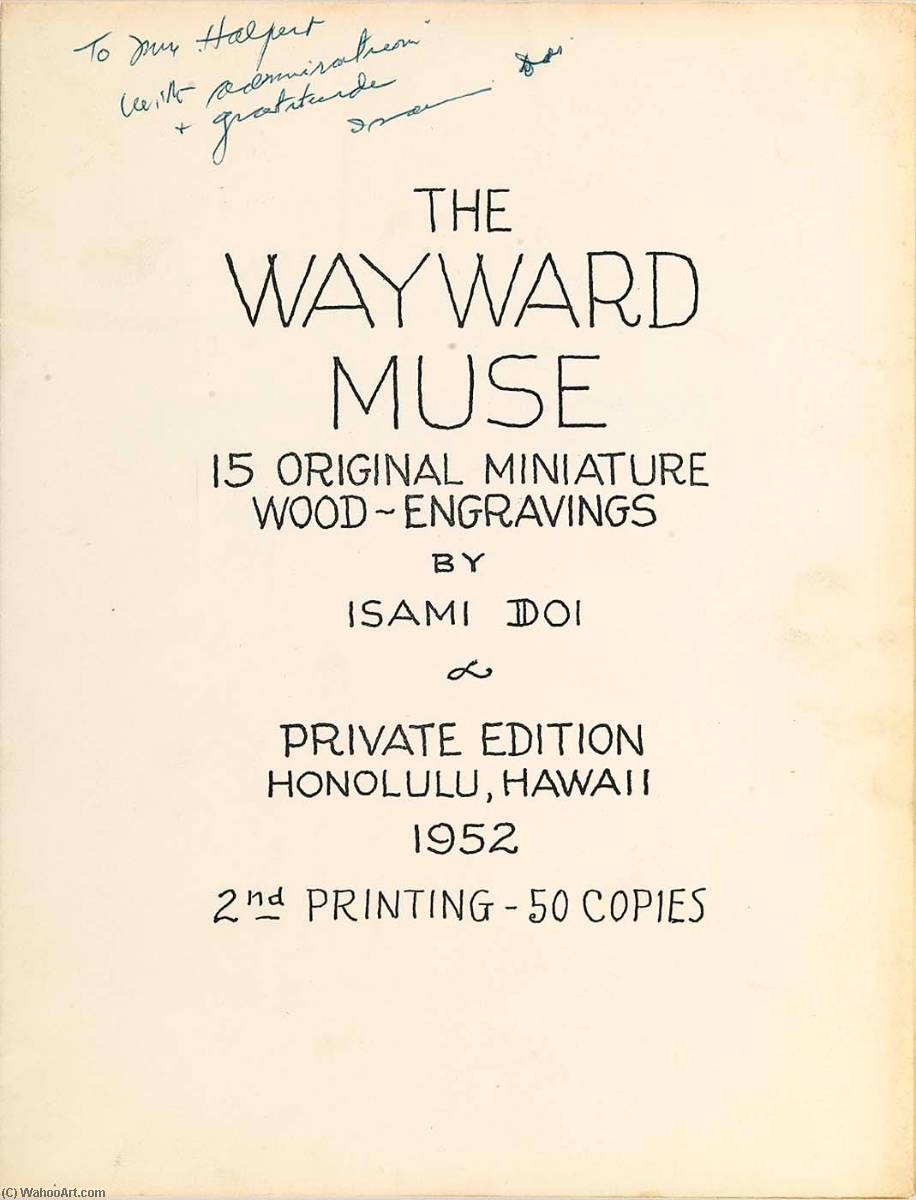 To Mrs Halpert
with admiration
+ gratitude
Isami Doi
THE
WAYWARD
MUSE
15 ORIGINAL MINIATURE
WOOD~ENGRAVINGS
BY
ISAMI DOI
PRIVATE EDITION
HONOLULU, HAWAII
1952
2nd PRINTING - 50 COPIES
(C) WahooArt.com